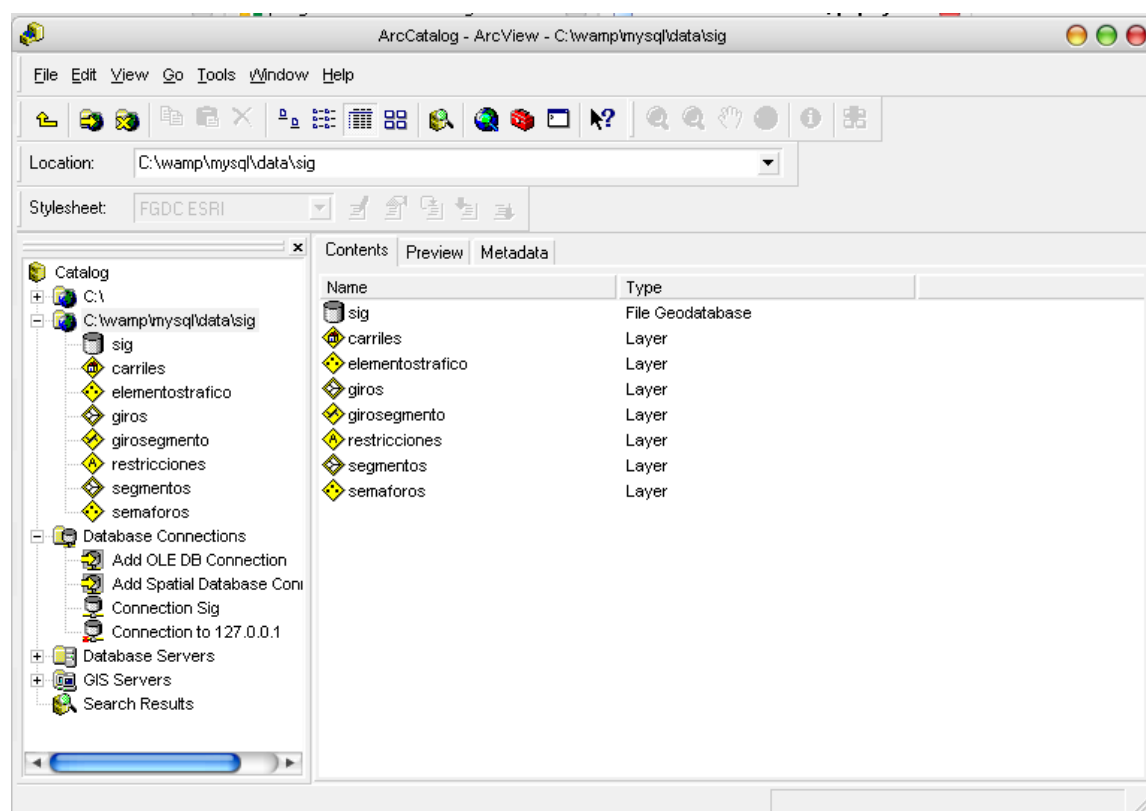 ArcCatalog - ArcView - C:\wamp\mysql\data\sig
File Edit View Go Tools Window Help
Location: C:\wamp\mysql\data\sig
Stylesheet: FGDC ESRI
Catalog
C:\
C:\wamp\mysql\data\sig
sig
carriles
elementostrafico
giros
girosegmento
restricciones
segmentos
semaforos
Database Connections
Add OLE DB Connection
Add Spatial Database
Connection Sig
Connection to 127.0.0.1
Database Servers
GIS Servers
Search Results
Contents Preview Metadata
Name Type
sig File Geodatabase
carriles Layer
elementostrafico Layer
giros Layer
girosegmento Layer
restricciones Layer
segmentos Layer
semaforos Layer